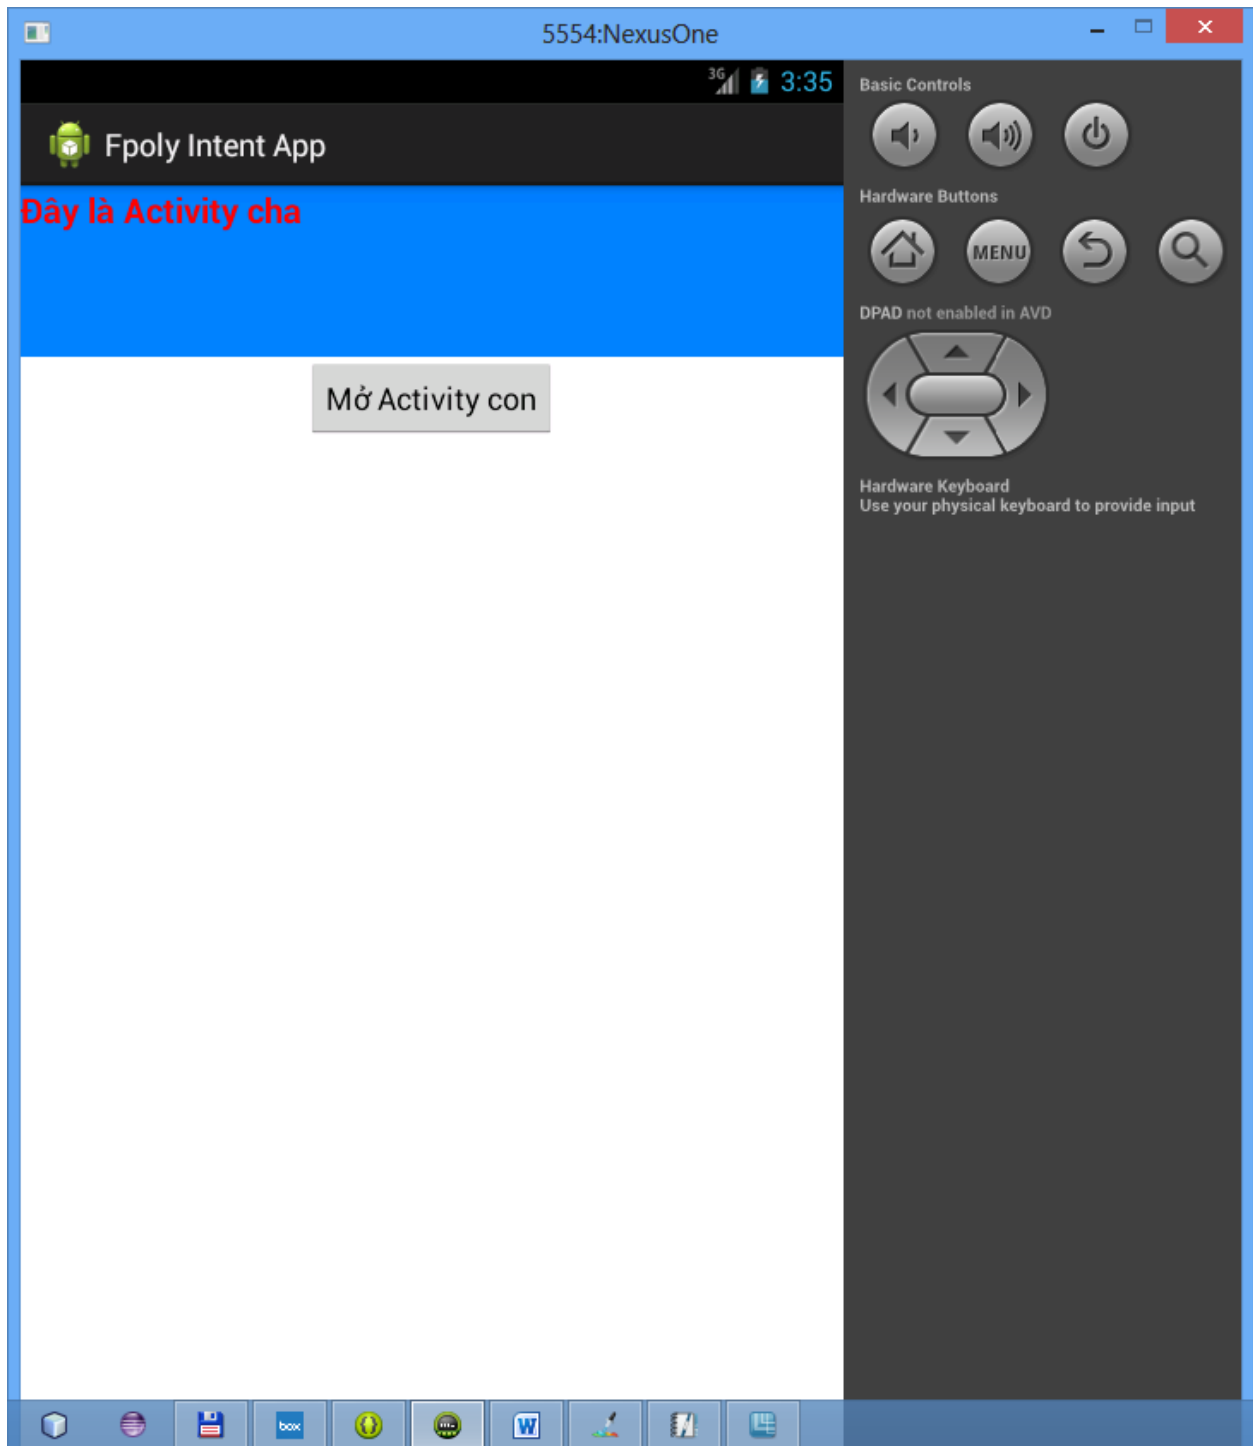 5554:NexusOne
3G 3:35
Fpoly Intent App
Đây là Activity cha
Mở Activity con
Basic Controls
Hardware Buttons
MENU
DPAD not enabled in AVD
Hardware Keyboard
Use your physical keyboard to provide input
box
W